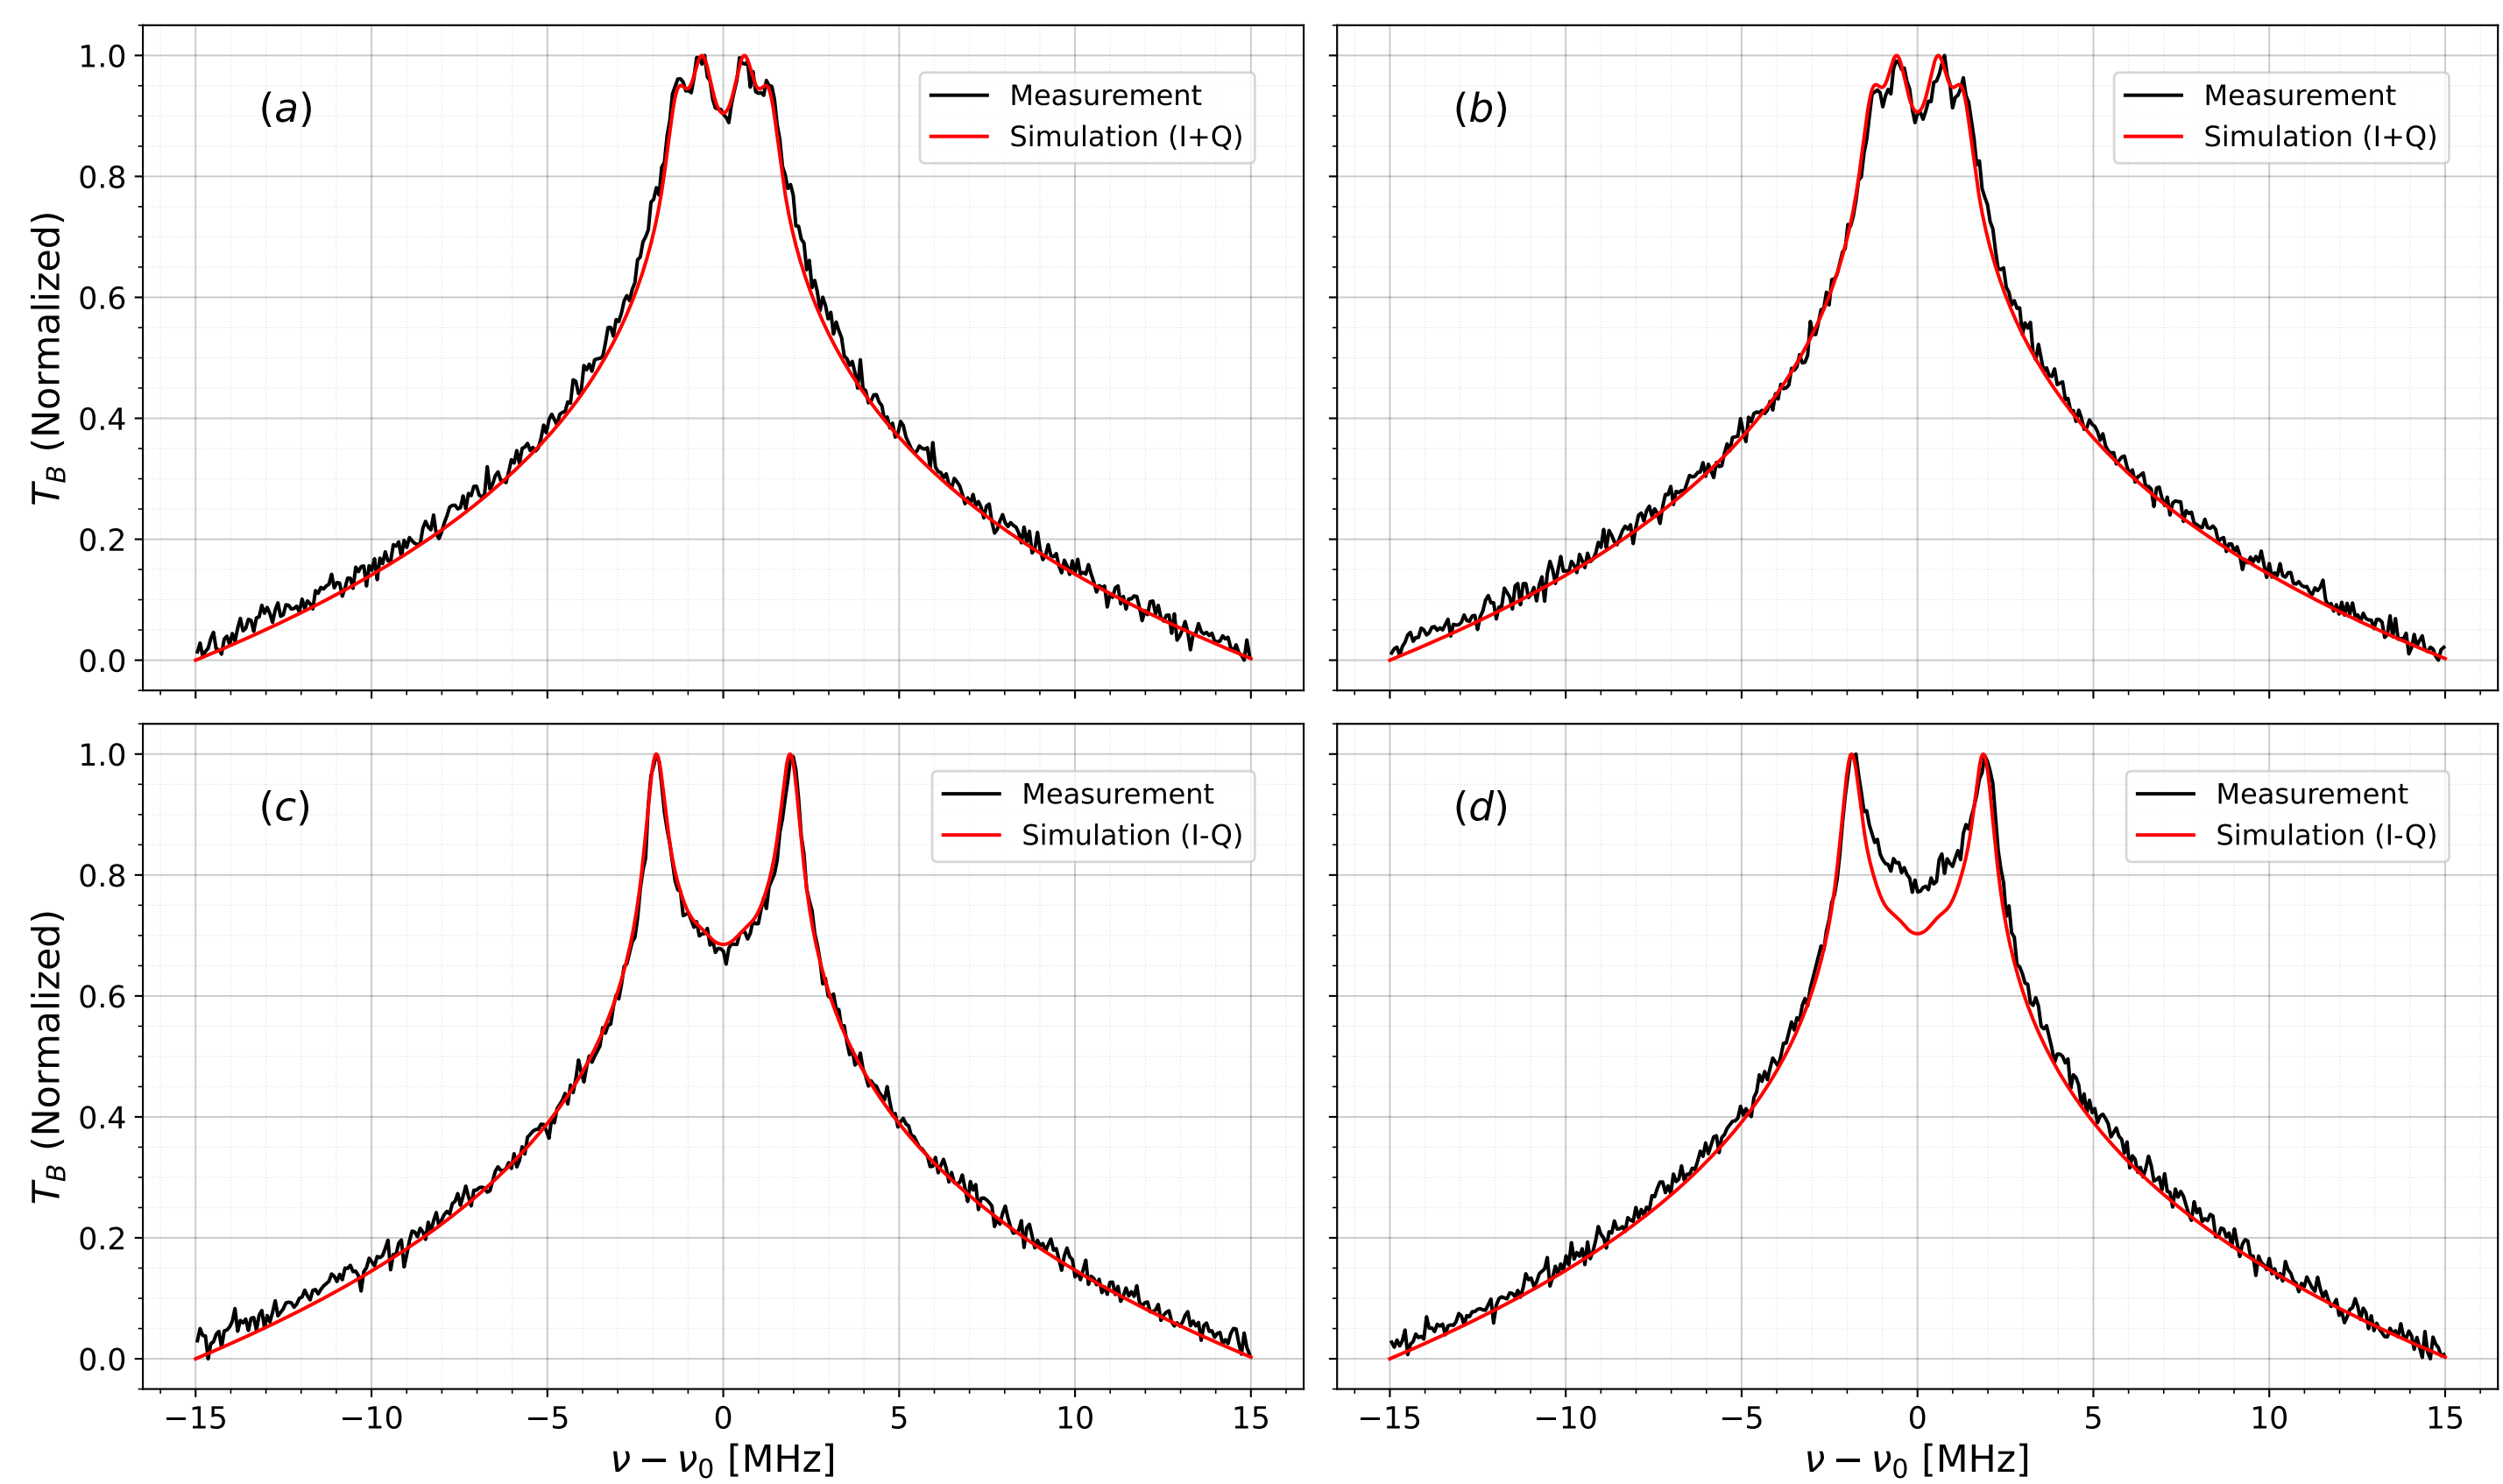 (a)
Measurement
Simulation (I+Q)
1.0
0.8
0.6
0.4
0.2
0.0
T_B (Normalized)
(b)
Measurement
Simulation (I+Q)
(c)
Measurement
Simulation (I-Q)
1.0
0.8
0.6
0.4
0.2
0.0
T_B (Normalized)
−15 −10 −5 0 5 10 15
ν − ν₀ [MHz]
(d)
Measurement
Simulation (I-Q)
−15 −10 −5 0 5 10 15
ν − ν₀ [MHz]